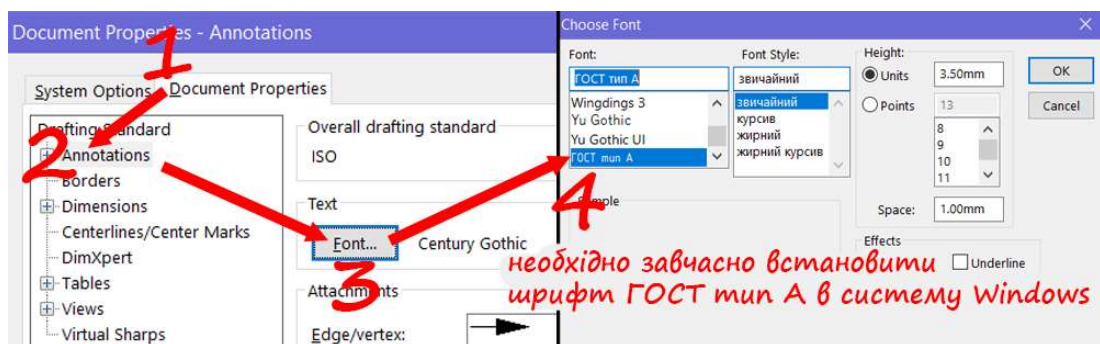 Document Properties - Annotations
System Options
Document Properties
Drafting Standard
Annotations
Borders
Dimensions
Centerlines/Center Marks
DimXpert
Tables
Views
Virtual Sharps
Overall drafting standard
ISO
Text
Font...
Century Gothic
Attachments
Edge/vertex:
1
2
3
4
Choose Font
Font:
ГОСТ тип А
Wingdings 3
Yu Gothic
Yu Gothic UI
ГОСТ тип А
Font Style:
звичайний
звичайний
курсив
жирний
жирний курсив
Height:
Units
3.50mm
Points
13
8
9
10
11
Space:
1.00mm
OK
Cancel
Sample
Effects
Underline
необхідно завчасно встановити
шрифт ГОСТ тип А в систему Windows